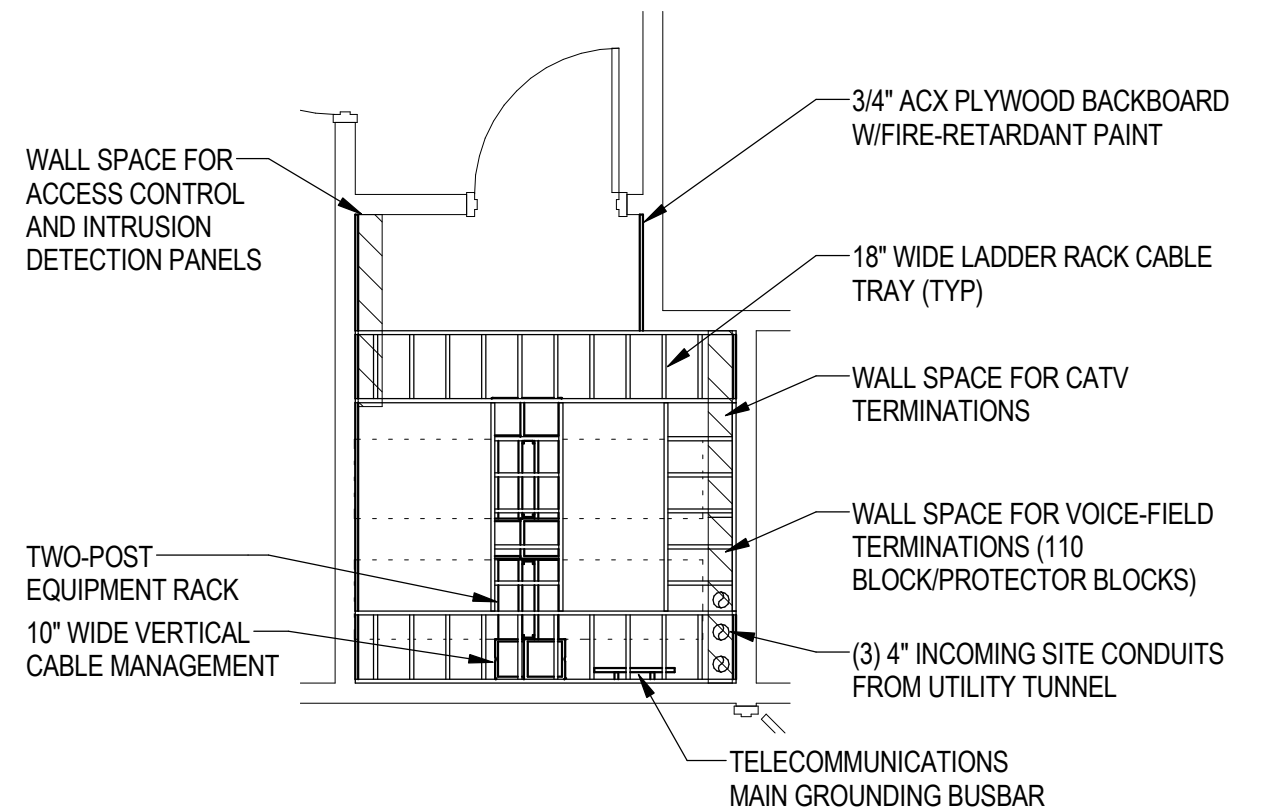 WALL SPACE FOR
ACCESS CONTROL
AND INTRUSION
DETECTION PANELS
TWO-POST
EQUIPMENT RACK
10" WIDE VERTICAL
CABLE MANAGEMENT
3/4" ACX PLYWOOD BACKBOARD
W/FIRE-RETARDANT PAINT
18" WIDE LADDER RACK CABLE
TRAY (TYP)
WALL SPACE FOR CATV
TERMINATIONS
WALL SPACE FOR VOICE-FIELD
TERMINATIONS (110
BLOCK/PROTECTOR BLOCKS)
(3) 4" INCOMING SITE CONDUITS
FROM UTILITY TUNNEL
TELECOMMUNICATIONS
MAIN GROUNDING BUSBAR